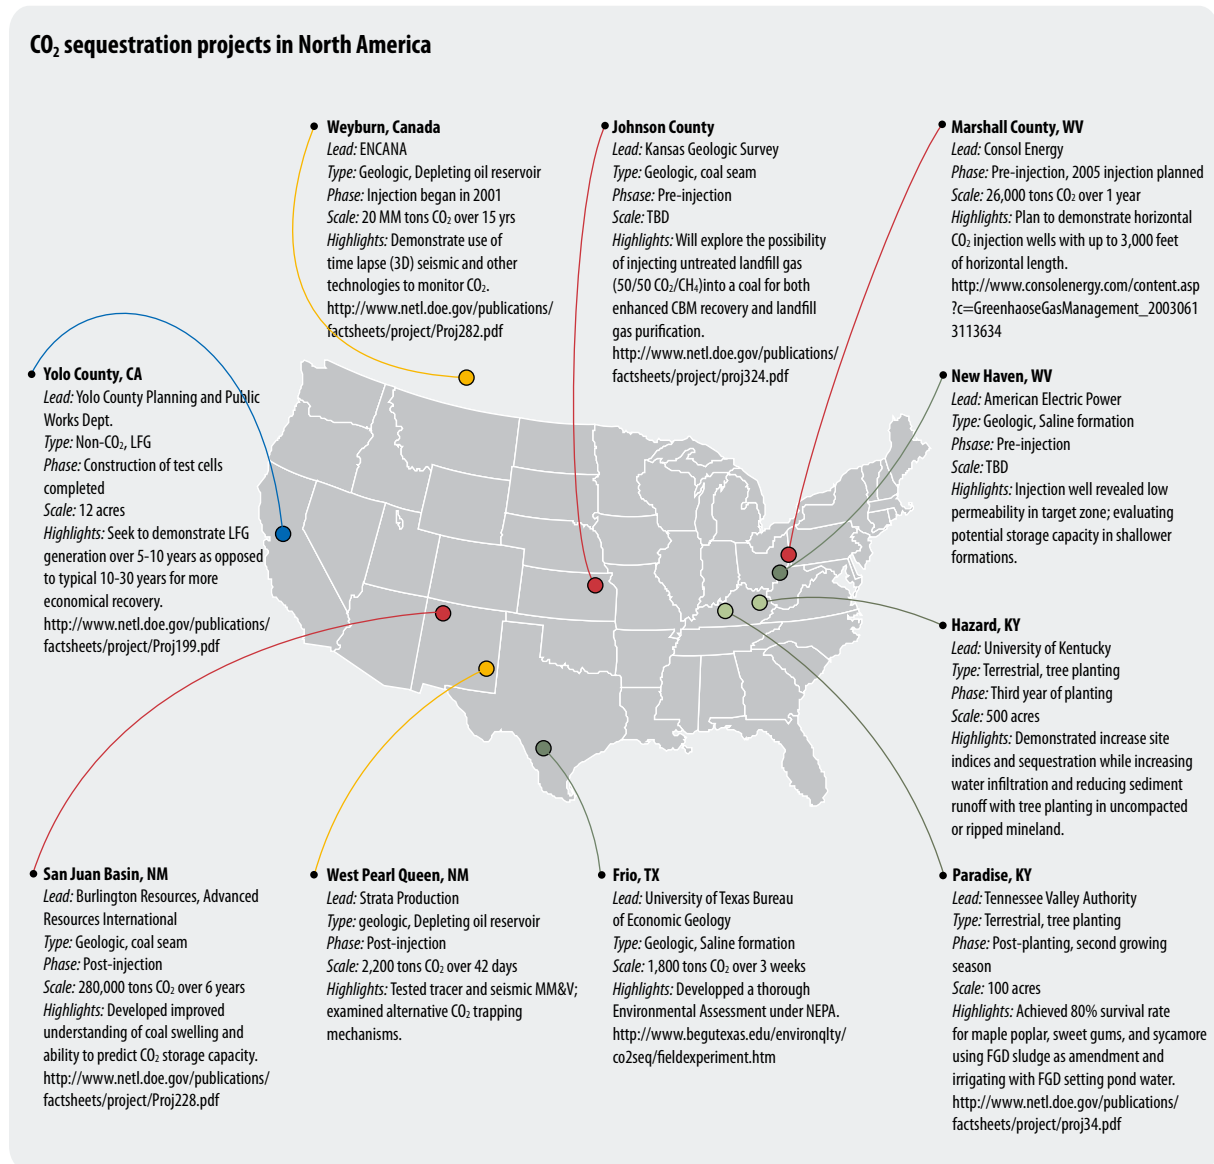 CO₂ sequestration projects in North America
Weyburn, Canada
Lead: ENCANA
Type: Geologic, Depleting oil reservoir
Phase: Injection began in 2001
Scale: 20 MM tons CO₂ over 15 yrs
Highlights: Demonstrate use of
time lapse (3D) seismic and other
technologies to monitor CO₂.
http://www.netl.doe.gov/publications/
factsheets/project/Proj282.pdf
Johnson County
Lead: Kansas Geologic Survey
Type: Geologic, coal seam
Phsase: Pre-injection
Scale: TBD
Highlights: Will explore the possibility
of injecting untreated landfill gas
(50/50 CO₂/CH₄)into a coal for both
enhanced CBM recovery and landfill
gas purification.
http://www.netl.doe.gov/publications/
factsheets/project/proj324.pdf
Marshall County, WV
Lead: Consol Energy
Phase: Pre-injection, 2005 injection planned
Scale: 26,000 tons CO₂ over 1 year
Highlights: Plan to demonstrate horizontal
CO₂ injection wells with up to 3,000 feet
of horizontal length.
http://www.consolenergy.com/content.asp
?c=GreenhaoseGasManagement_2003061
3113634
Yolo County, CA
Lead: Yolo County Planning and Public
Works Dept.
Type: Non-CO₂, LFG
Phase: Construction of test cells
completed
Scale: 12 acres
Highlights: Seek to demonstrate LFG
generation over 5-10 years as opposed
to typical 10-30 years for more
economical recovery.
http://www.netl.doe.gov/publications/
factsheets/project/Proj199.pdf
New Haven, WV
Lead: American Electric Power
Type: Geologic, Saline formation
Phsase: Pre-injection
Scale: TBD
Highlights: Injection well revealed low
permeability in target zone; evaluating
potential storage capacity in shallower
formations.
Hazard, KY
Lead: University of Kentucky
Type: Terrestrial, tree planting
Phase: Third year of planting
Scale: 500 acres
Highlights: Demonstrated increase site
indices and sequestration while increasing
water infiltration and reducing sediment
runoff with tree planting in uncompacted
or ripped mineland.
San Juan Basin, NM
Lead: Burlington Resources, Advanced
Resources International
Type: Geologic, coal seam
Phase: Post-injection
Scale: 280,000 tons CO₂ over 6 years
Highlights: Developed improved
understanding of coal swelling and
ability to predict CO₂ storage capacity.
http://www.netl.doe.gov/publications/
factsheets/project/Proj228.pdf
West Pearl Queen, NM
Lead: Strata Production
Type: geologic, Depleting oil reservoir
Phase: Post-injection
Scale: 2,200 tons CO₂ over 42 days
Highlights: Tested tracer and seismic MM&V;
examined alternative CO₂ trapping
mechanisms.
Frio, TX
Lead: University of Texas Bureau
of Economic Geology
Type: Geologic, Saline formation
Scale: 1,800 tons CO₂ over 3 weeks
Highlights: Developped a thorough
Environmental Assessment under NEPA.
http://www.begutexas.edu/environqlty/
co2seq/fieldexperiment.htm
Paradise, KY
Lead: Tennessee Valley Authority
Type: Terrestrial, tree planting
Phase: Post-planting, second growing
season
Scale: 100 acres
Highlights: Achieved 80% survival rate
for maple poplar, sweet gums, and sycamore
using FGD sludge as amendment and
irrigating with FGD setting pond water.
http://www.netl.doe.gov/publications/
factsheets/project/proj34.pdf